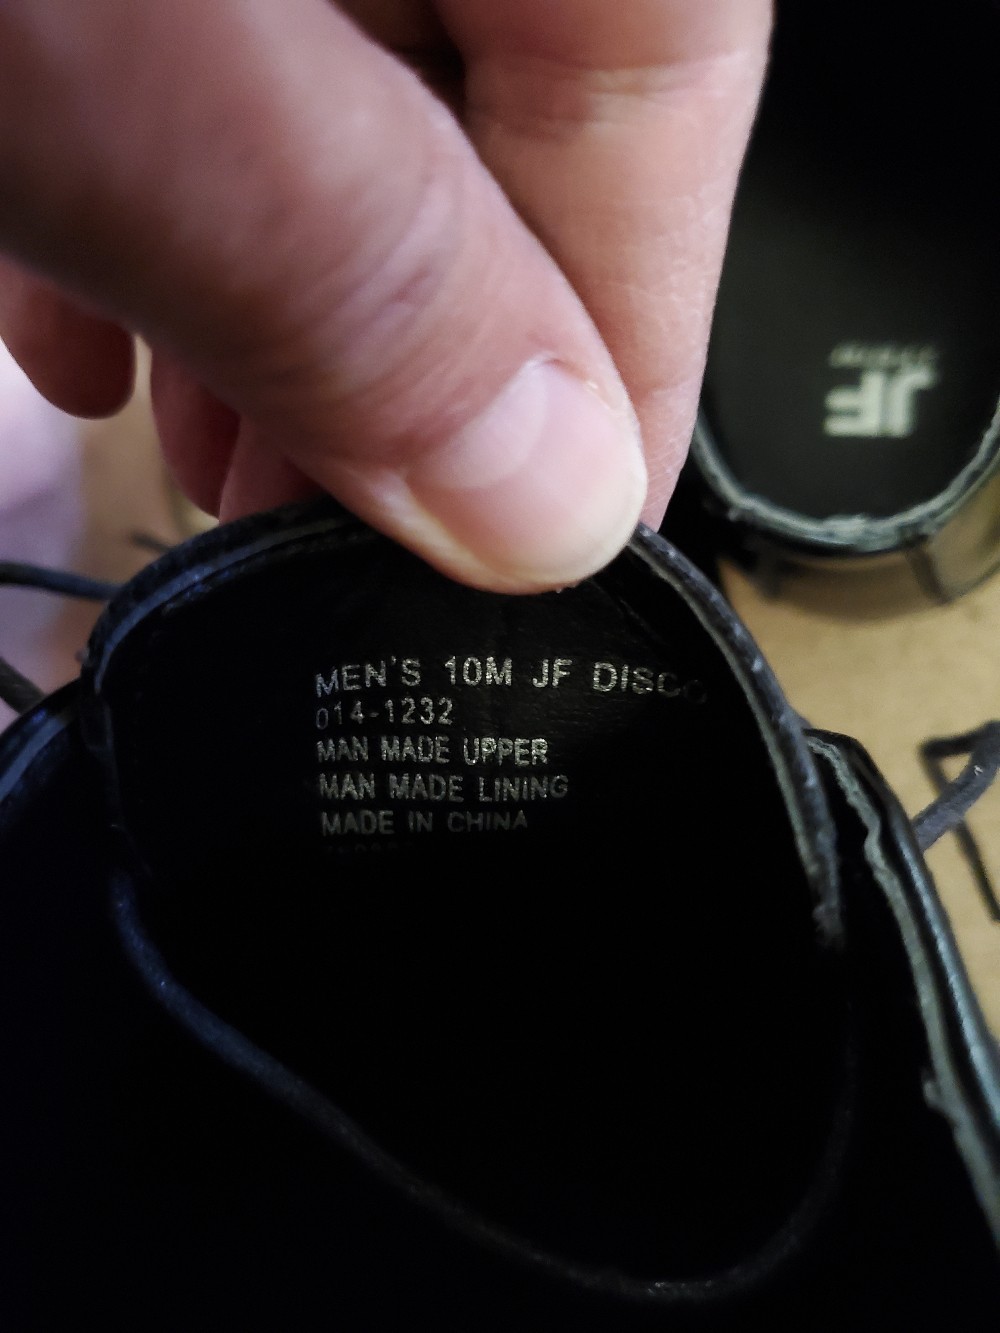 MEN'S 10M JF DISCO
014-1232
MAN MADE UPPER
MAN MADE LINING
MADE IN CHINA
JF